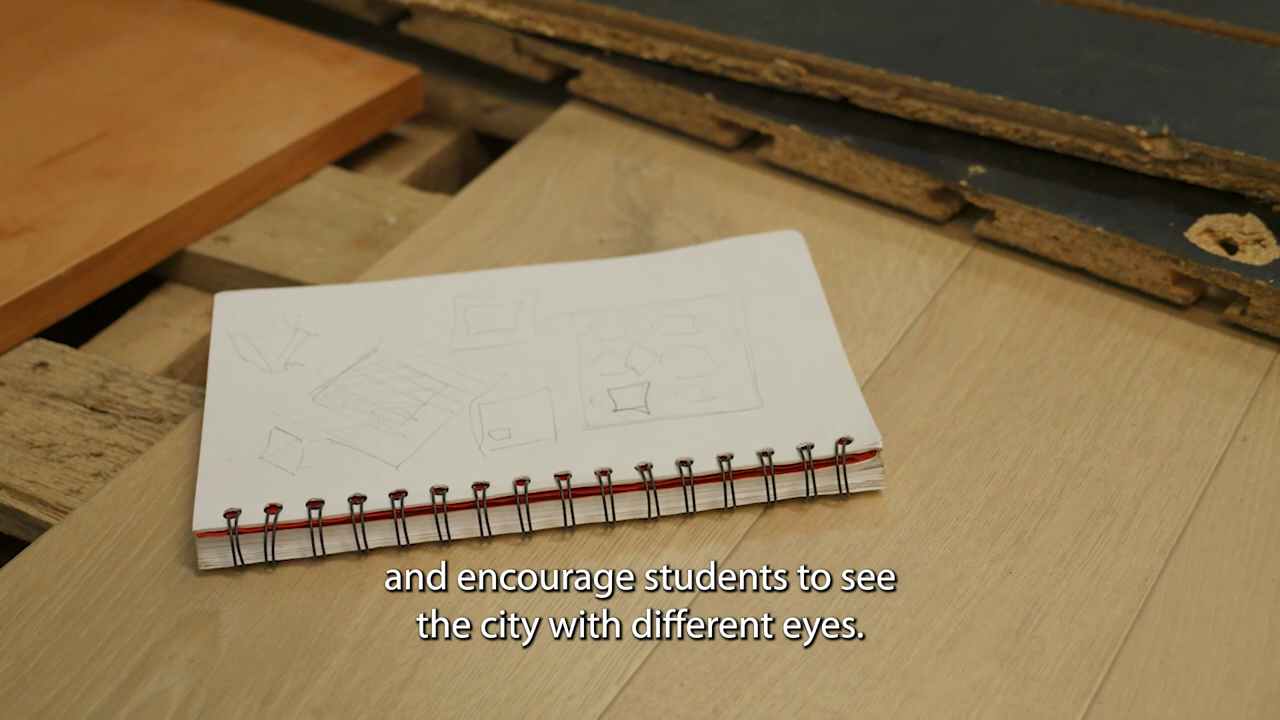 and encourage students to see
the city with different eyes.